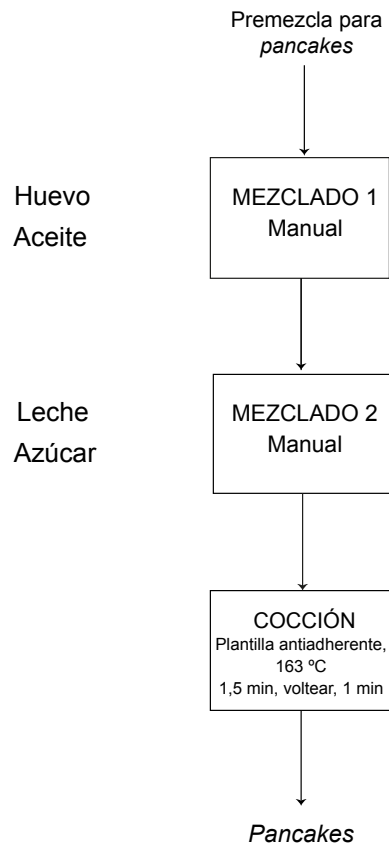 Premezcla para
pancakes
Huevo
Aceite
MEZCLADO 1
Manual
Leche
Azúcar
MEZCLADO 2
Manual
COCCIÓN
Plantilla antiadherente,
163 ºC
1,5 min, voltear, 1 min
Pancakes